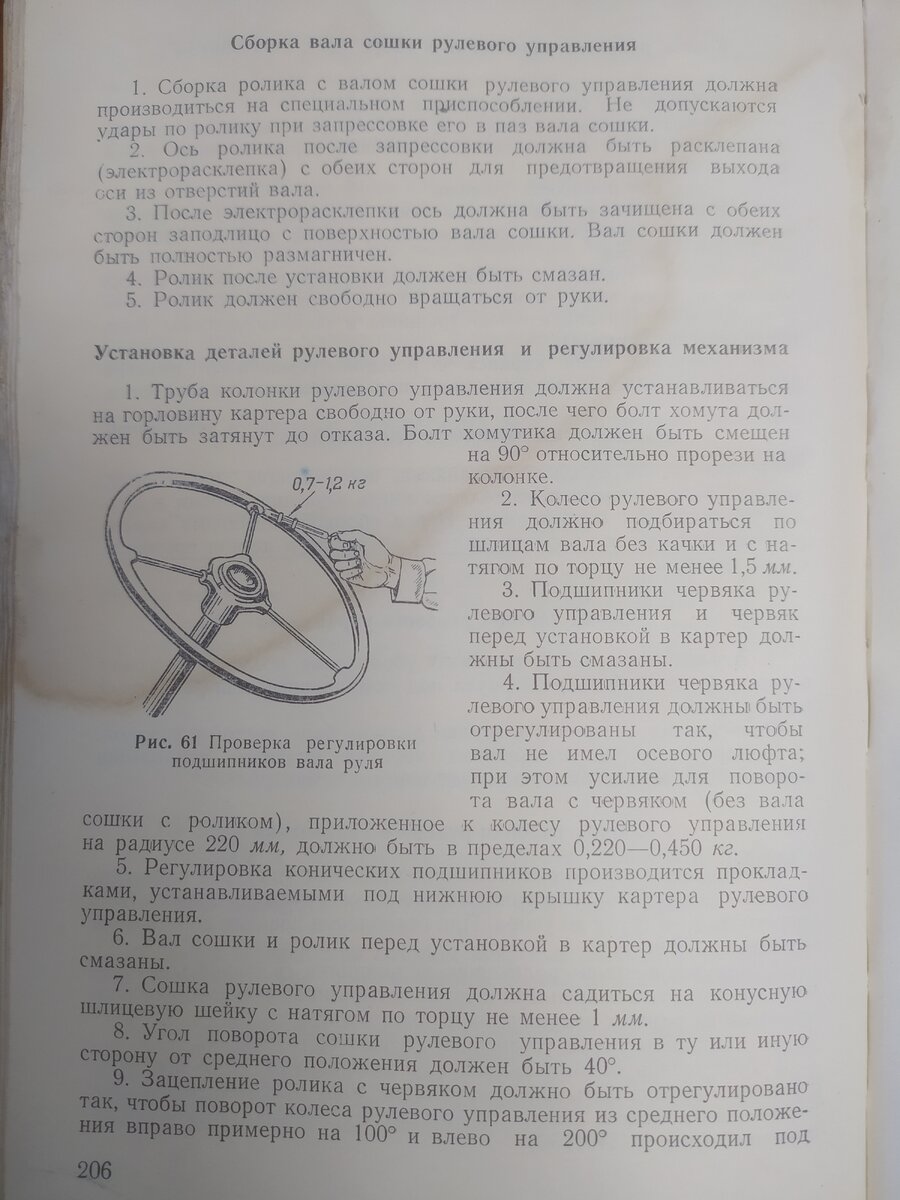 Сборка вала сошки рулевого управления
1. Сборка ролика с валом сошки рулевого управления должна
производиться на специальном приспособлении. Не допускаются
удары по ролику при запрессовке его в паз вала сошки.
2. Ось ролика после запрессовки должна быть расклепана
(электрорасклепка) с обеих сторон для предотвращения выхода
оси из отверстий вала.
3. После электрорасклепки ось должна быть зачищена с обеих
сторон заподлицо с поверхностью вала сошки. Вал сошки должен
быть полностью размагничен.
4. Ролик после установки должен быть смазан.
5. Ролик должен свободно вращаться от руки.
Установка деталей рулевого управления и регулировка механизма
1. Труба колонки рулевого управления должна устанавливаться
на горловину картера свободно от руки, после чего болт хомута дол-
жен быть затянут до отказа. Болт хомутика должен быть смещен
на 90° относительно прорези на
колонке.
2. Колесо рулевого управле-
ния должно подбираться по
шлицам вала без качки и с на-
тягом по торцу не менее 1,5 мм.
3. Подшипники червяка ру-
левого управления и червяк
перед установкой в картер дол-
жны быть смазаны.
4. Подшипники червяка ру-
левого управления должны быть
отрегулированы так, чтобы
вал не имел осевого люфта;
при этом усилие для поворо-
та вала с червяком (без вала
0,7-1,2 кг
Рис. 61 Проверка регулировки
подшипников вала руля
сошки с роликом), приложенное к колесу рулевого управления
на радиусе 220 мм, должно быть в пределах 0,220—0,450 кг.
5. Регулировка конических подшипников производится проклад-
ками, устанавливаемыми под нижнюю крышку картера рулевого
управления.
6. Вал сошки и ролик перед установкой в картер должны быть
смазаны.
7. Сошка рулевого управления должна садиться на конусную
шлицевую шейку с натягом по торцу не менее 1 мм.
8. Угол поворота сошки рулевого управления в ту или иную
сторону от среднего положения должен быть 40°.
9. Зацепление ролика с червяком должно быть отрегулировано
так, чтобы поворот колеса рулевого управления из среднего положе-
ния вправо примерно на 100° и влево на 200° происходил под
206